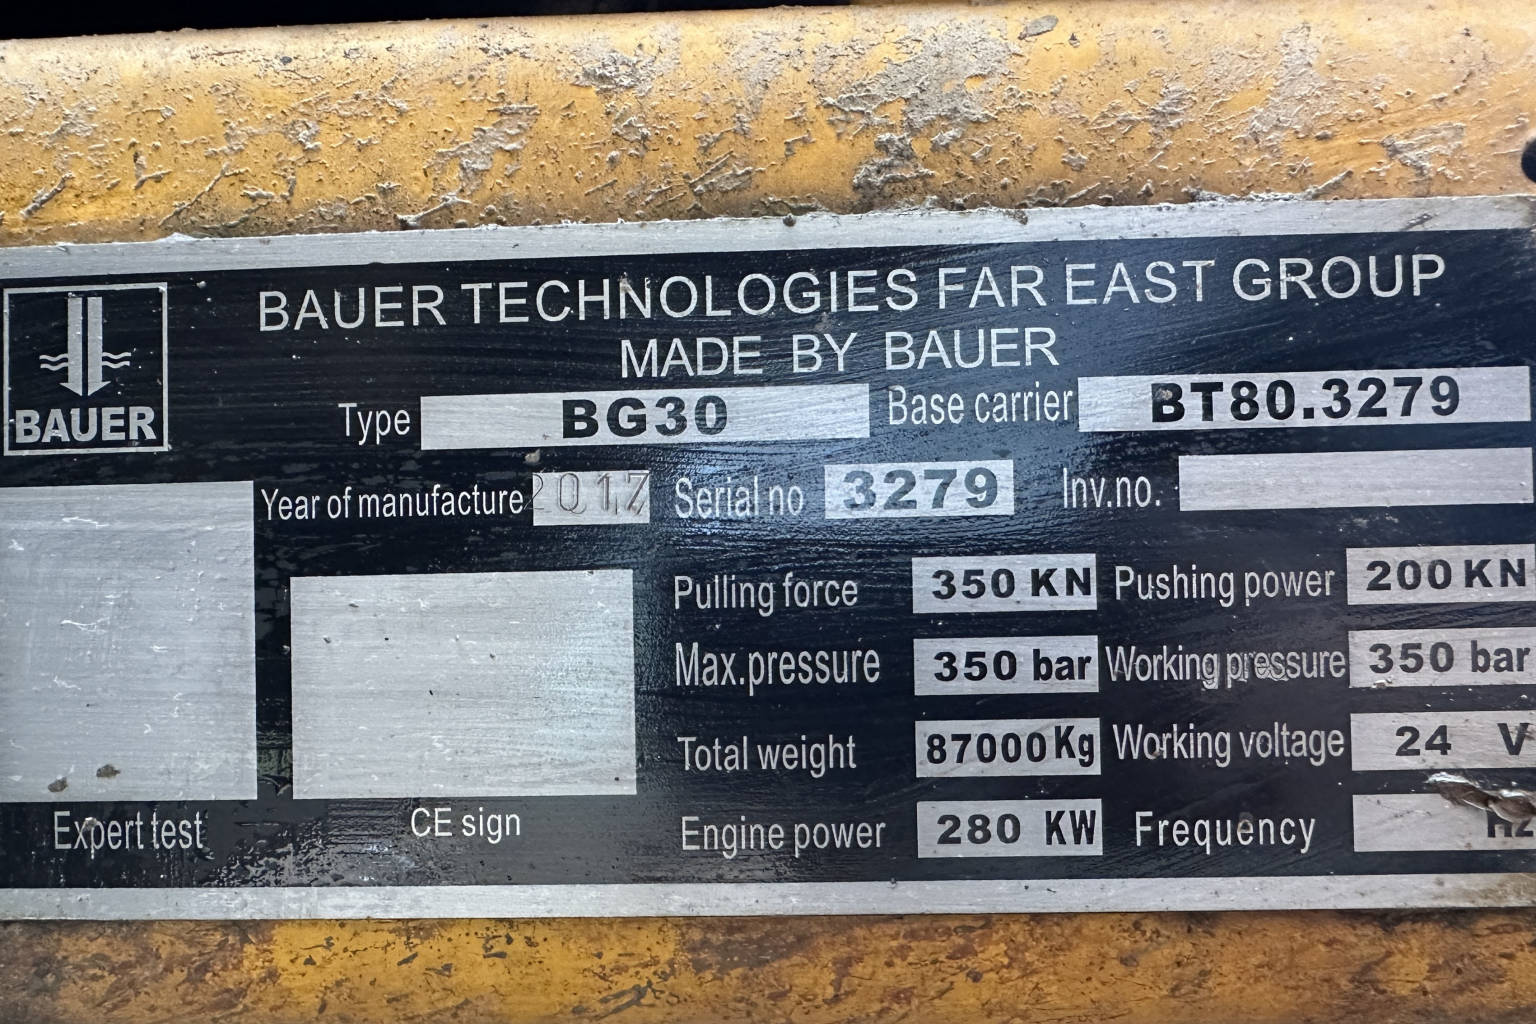 BAUER
BAUER TECHNOLOGIES FAR EAST GROUP
MADE BY BAUER
Type BG30 Base carrier BT80.3279
Year of manufacture 2017 Serial no 3279 Inv.no.
Pulling force 350 KN Pushing power 200 KN
Max.pressure 350 bar Working pressure 350 bar
Total weight 87000Kg Working voltage 24 V
Engine power 280 KW Frequency Hz
Expert test CE sign